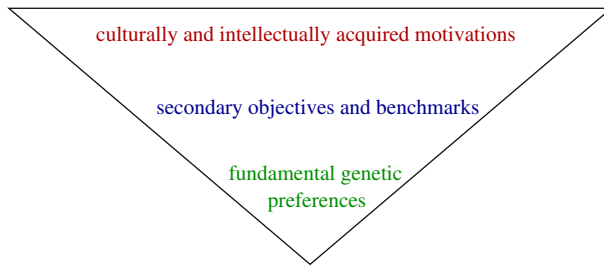 culturally and intellectually acquired motivations
secondary objectives and benchmarks
fundamental genetic
preferences